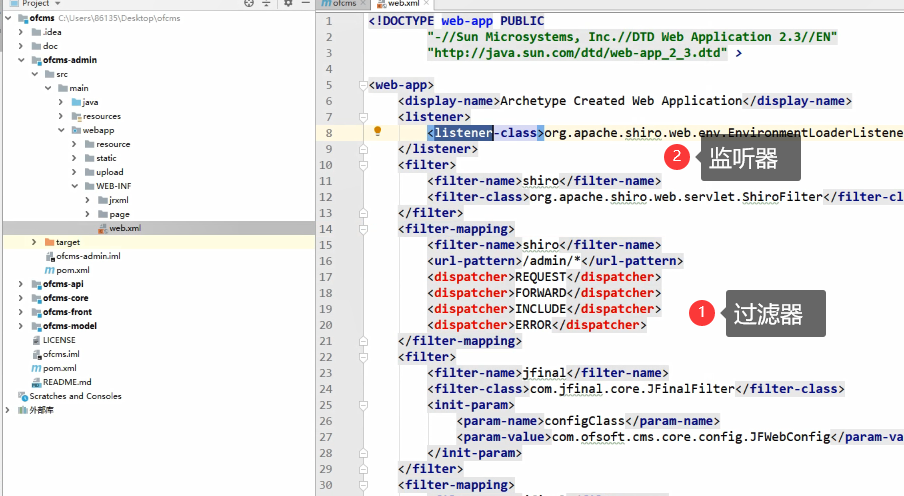 Project
ofcms C:\Users\86135\Desktop\ofcms
.idea
doc
ofcms-admin
src
main
java
resources
webapp
resource
static
upload
WEB-INF
jrxml
page
web.xml
target
ofcms-admin.iml
pom.xml
ofcms-api
ofcms-core
ofcms-front
ofcms-model
LICENSE
ofcms.iml
pom.xml
README.md
Scratches and Consoles
外部库
ofcms web.xml
1 <!DOCTYPE web-app PUBLIC
2 "-//Sun Microsystems, Inc.//DTD Web Application 2.3//EN"
3 "http://java.sun.com/dtd/web-app_2_3.dtd" >
4
5 <web-app>
6 <display-name>Archetype Created Web Application</display-name>
7 <listener>
8 <listener-class>org.apache.shiro.web.env.EnvironmentLoaderListene
9 </listener>
2 监听器
10 <filter>
11 <filter-name>shiro</filter-name>
12 <filter-class>org.apache.shiro.web.servlet.ShiroFilter</filter-cl
13 </filter>
14 <filter-mapping>
15 <filter-name>shiro</filter-name>
16 <url-pattern>/admin/*</url-pattern>
17 <dispatcher>REQUEST</dispatcher>
18 <dispatcher>FORWARD</dispatcher>
19 <dispatcher>INCLUDE</dispatcher>
1 过滤器
20 <dispatcher>ERROR</dispatcher>
21 </filter-mapping>
22 <filter>
23 <filter-name>jfinal</filter-name>
24 <filter-class>com.jfinal.core.JFinalFilter</filter-class>
25 <init-param>
26 <param-name>configClass</param-name>
27 <param-value>com.ofsoft.cms.core.config.JFWebConfig</param-va
28 </init-param>
29 </filter>
30 <filter-mapping>